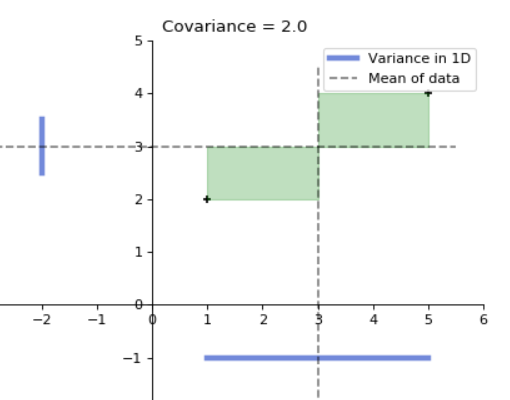 Covariance = 2.0
5
Variance in 1D
Mean of data
4
3
2
1
0
−2 −1 0 1 2 3 4 5 6
−1